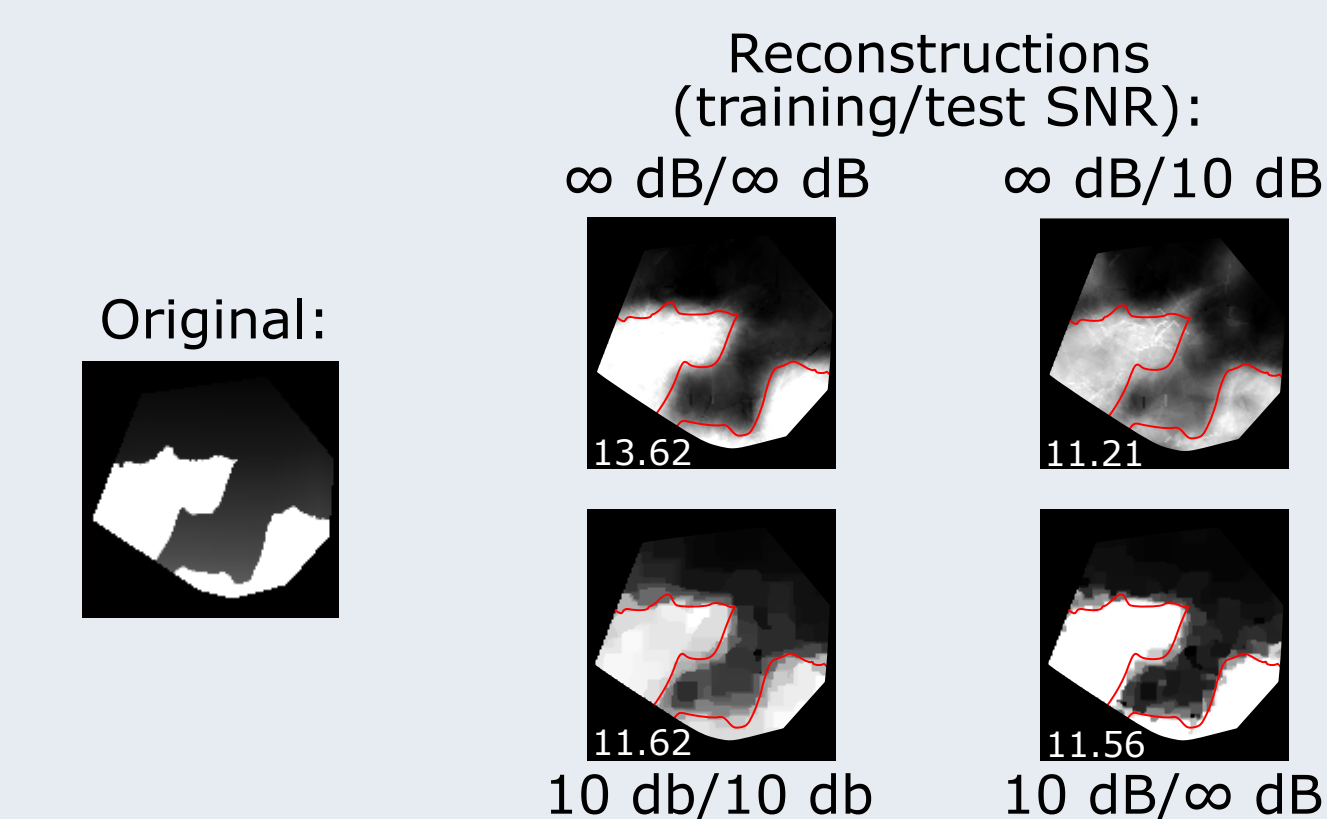 Reconstructions
(training/test SNR):
∞ dB/∞ dB
∞ dB/10 dB
Original:
13.62
11.21
11.62
11.56
10 db/10 db
10 dB/∞ dB